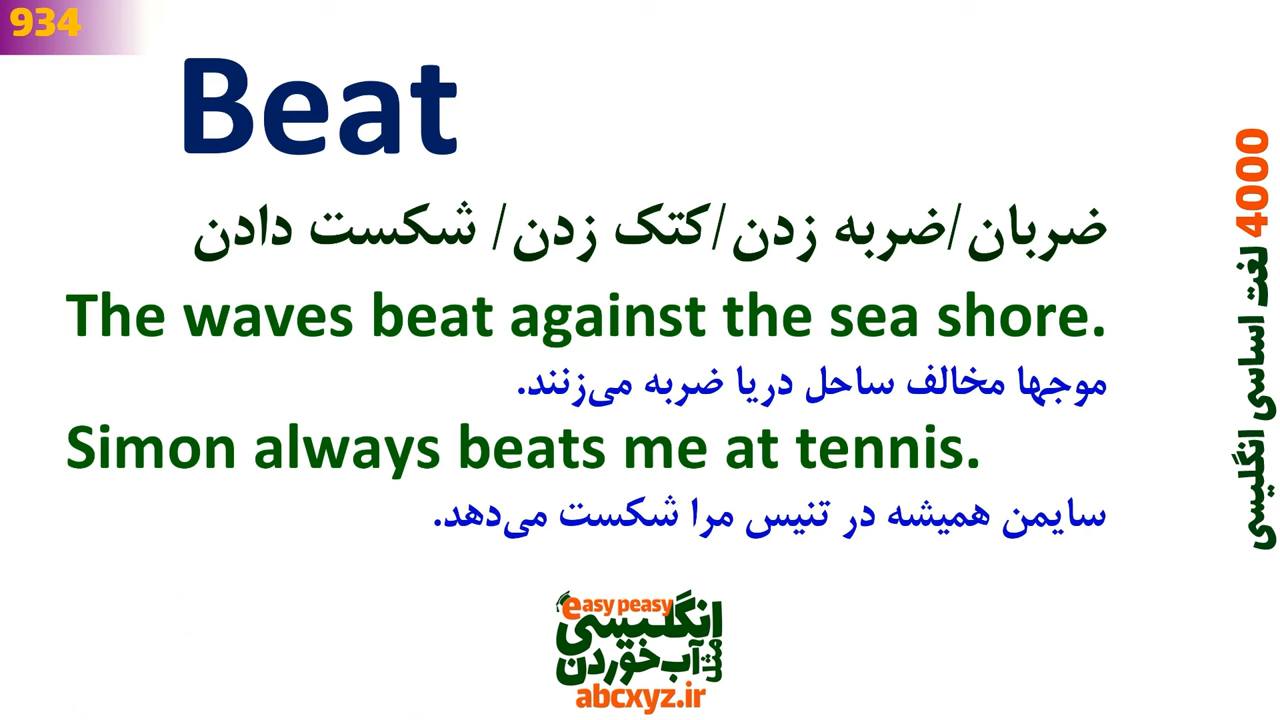 934
Beat
ضربان/ضربه زدن/کتک زدن/ شکست دادن
The waves beat against the sea shore.
موجها مخالف ساحل دریا ضربه می‌زنند.
Simon always beats me at tennis.
سایمن همیشه در تنیس مرا شکست می‌دهد.
4000 لغت اساسی انگلیسی
easy peasy
انگلیسی
مثل آب خوردن
abcxyz.ir